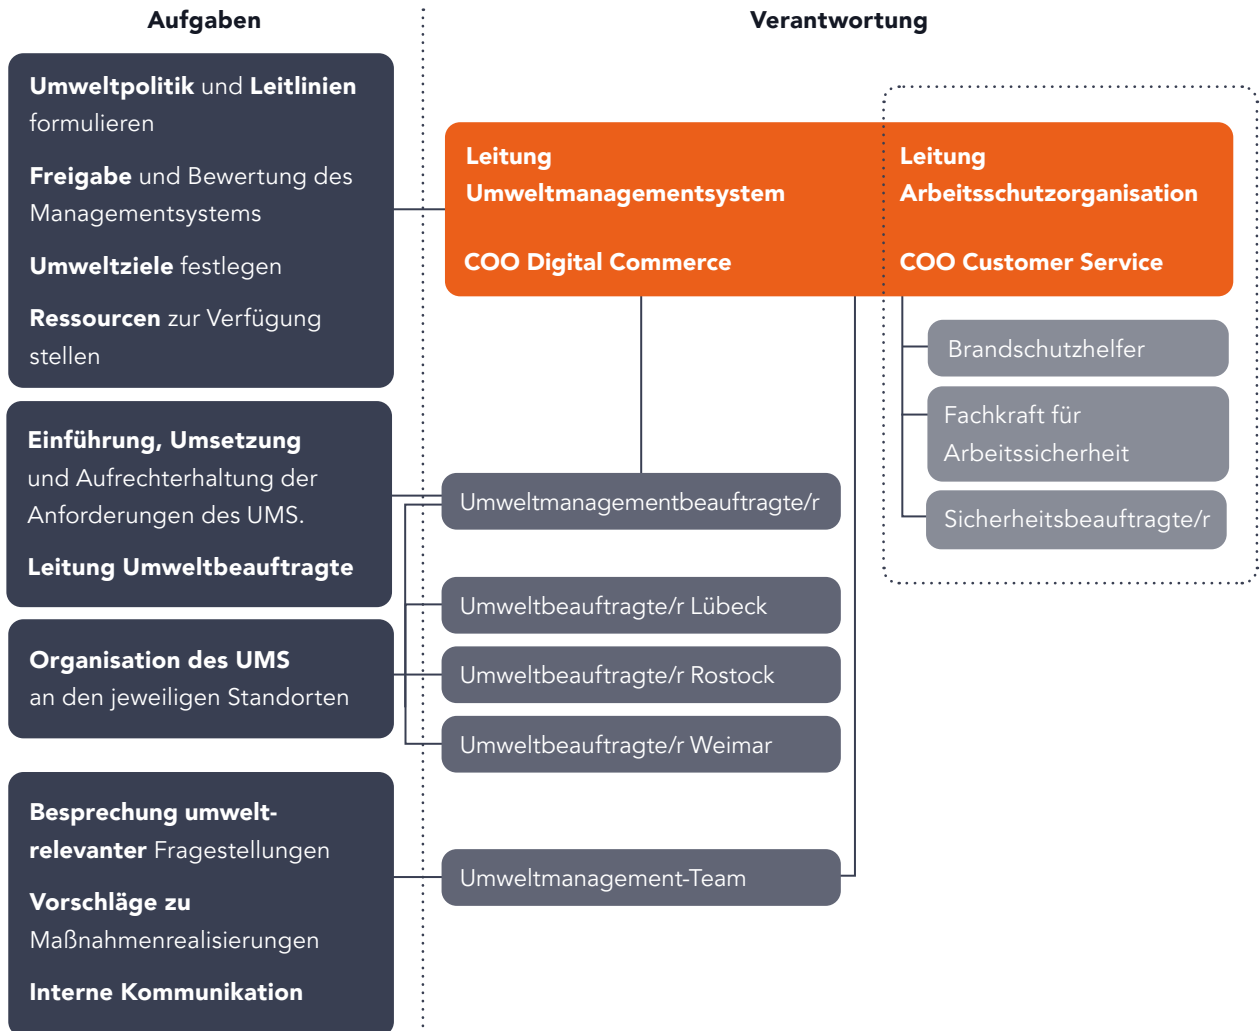 Aufgaben
Verantwortung
Umweltpolitik und Leitlinien
formulieren
Freigabe und Bewertung des
Managementsystems
Umweltziele festlegen
Ressourcen zur Verfügung
stellen
Leitung
Umweltmanagementsystem
COO Digital Commerce
Leitung
Arbeitsschutzorganisation
COO Customer Service
Brandschutzhelfer
Fachkraft für
Arbeitssicherheit
Sicherheitsbeauftragte/r
Einführung, Umsetzung
und Aufrechterhaltung der
Anforderungen des UMS.
Leitung Umweltbeauftragte
Umweltmanagementbeauftragte/r
Organisation des UMS
an den jeweiligen Standorten
Umweltbeauftragte/r Lübeck
Umweltbeauftragte/r Rostock
Umweltbeauftragte/r Weimar
Besprechung umwelt-
relevanter Fragestellungen
Vorschläge zu
Maßnahmenrealisierungen
Interne Kommunikation
Umweltmanagement-Team